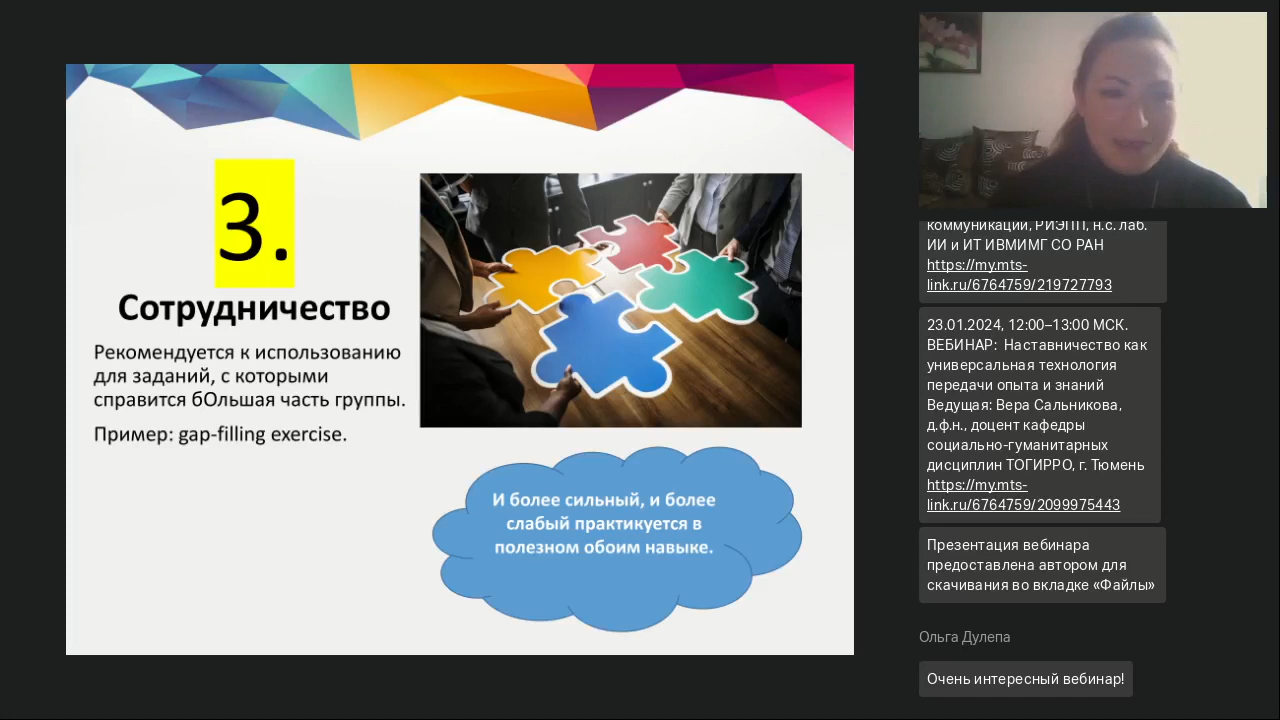 3.
Сотрудничество
Рекомендуется к использованию
для заданий, с которыми
справится бОльшая часть группы.
Пример: gap-filling exercise.
И более сильный, и более
слабый практикуется в
полезном обоим навыке.
коммуникации, РИЭПП, н.с. лаб.
ИИ и ИТ ИВМИМГ СО РАН
https://my.mts-
link.ru/6764759/219727793
23.01.2024, 12:00–13:00 МСК.
ВЕБИНАР: Наставничество как
универсальная технология
передачи опыта и знаний
Ведущая: Вера Сальникова,
д.ф.н., доцент кафедры
социально-гуманитарных
дисциплин ТОГИРРО, г. Тюмень
https://my.mts-
link.ru/6764759/2099975443
Презентация вебинара
предоставлена автором для
скачивания во вкладке «Файлы»
Ольга Дулепа
Очень интересный вебинар!